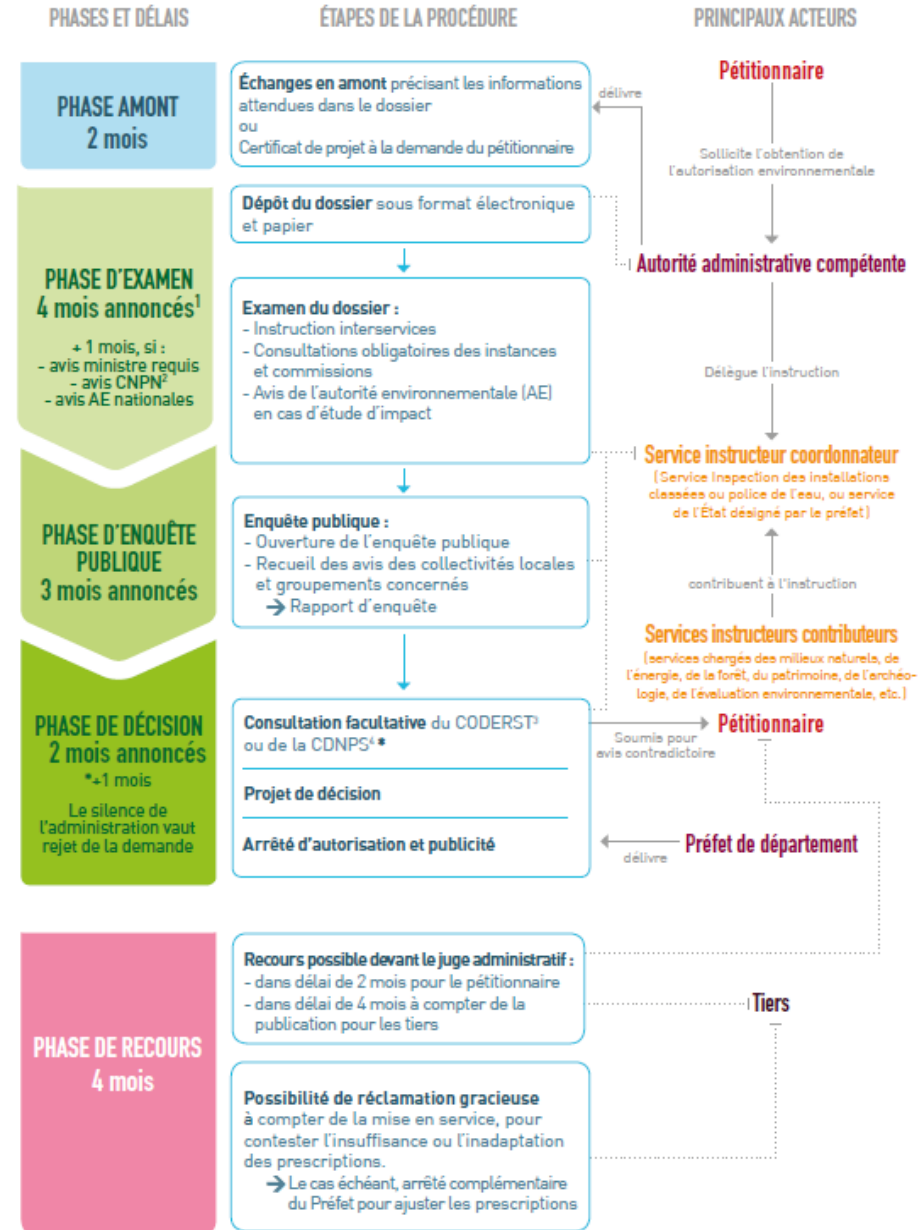 PHASES ET DÉLAIS
ÉTAPES DE LA PROCÉDURE
PRINCIPAUX ACTEURS
PHASE AMONT
2 mois
Échanges en amont précisant les informations
attendues dans le dossier
ou
Certificat de projet à la demande du pétitionnaire
délivre
Pétitionnaire
Sollicite l'obtention de
l'autorisation environnementale
Dépôt du dossier sous format électronique
et papier
Autorité administrative compétente
PHASE D'EXAMEN
4 mois annoncés¹
+ 1 mois, si :
- avis ministre requis
- avis CNPN²
- avis AE nationales
Examen du dossier :
- Instruction interservices
- Consultations obligatoires des instances
et commissions
- Avis de l'autorité environnementale (AE)
en cas d'étude d'impact
Délègue l'instruction
Service instructeur coordonnateur
(Service Inspection des installations
classées ou police de l'eau, ou service
de l'État désigné par le préfet)
PHASE D'ENQUÊTE
PUBLIQUE
3 mois annoncés
Enquête publique :
- Ouverture de l'enquête publique
- Recueil des avis des collectivités locales
et groupements concernés
→ Rapport d'enquête
contribuent à l'instruction
Services instructeurs contributeurs
(services chargés des milieux naturels, de
l'énergie, de la forêt, du patrimoine, de l'archéo-
logie, de l'évaluation environnementale, etc.)
PHASE DE DÉCISION
2 mois annoncés
*+1 mois
Le silence de
l'administration vaut
rejet de la demande
Consultation facultative du CODERST³
ou de la CDNPS⁴ *
Projet de décision
Arrêté d'autorisation et publicité
Soumis pour
avis contradictoire
Pétitionnaire
délivre
Préfet de département
PHASE DE RECOURS
4 mois
Recours possible devant le juge administratif :
- dans délai de 2 mois pour le pétitionnaire
- dans délai de 4 mois à compter de la
publication pour les tiers
Tiers
Possibilité de réclamation gracieuse
à compter de la mise en service, pour
contester l'insuffisance ou l'inadaptation
des prescriptions.
→ Le cas échéant, arrêté complémentaire
du Préfet pour ajuster les prescriptions